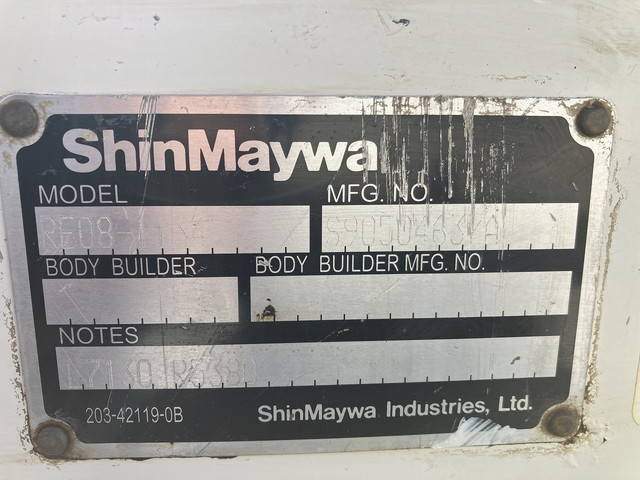 ShinMaywa
MODEL MFG. NO.
BODY BUILDER BODY BUILDER MFG. NO.
NOTES
203-42119-0B ShinMaywa Industries, Ltd.